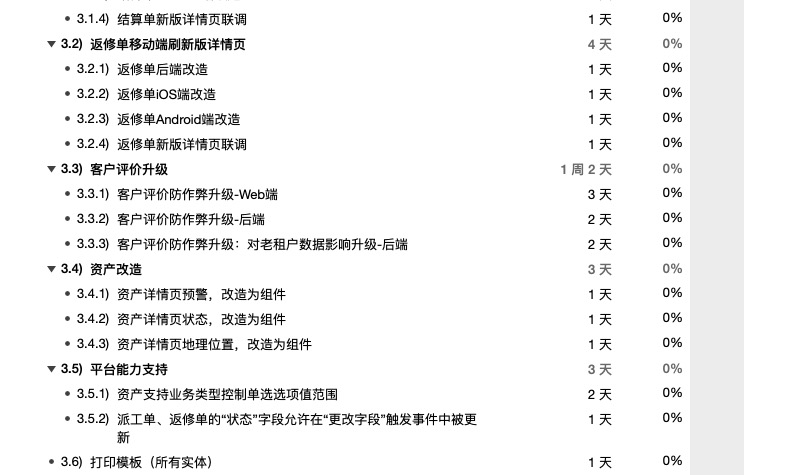 3.1.4) 结算单新版详情页联调 1 天 0%
3.2) 返修单移动端刷新版详情页 4 天 0%
3.2.1) 返修单后端改造 1 天 0%
3.2.2) 返修单iOS端改造 1 天 0%
3.2.3) 返修单Android端改造 1 天 0%
3.2.4) 返修单新版详情页联调 1 天 0%
3.3) 客户评价升级 1 周 2 天 0%
3.3.1) 客户评价防作弊升级-Web端 3 天 0%
3.3.2) 客户评价防作弊升级-后端 2 天 0%
3.3.3) 客户评价防作弊升级：对老租户数据影响升级-后端 2 天 0%
3.4) 资产改造 3 天 0%
3.4.1) 资产详情页预警，改造为组件 1 天 0%
3.4.2) 资产详情页状态，改造为组件 1 天 0%
3.4.3) 资产详情页地理位置，改造为组件 1 天 0%
3.5) 平台能力支持 3 天 0%
3.5.1) 资产支持业务类型控制单选选项值范围 2 天 0%
3.5.2) 派工单、返修单的“状态”字段允许在“更改字段”触发事件中被更 1 天 0%
新
3.6) 打印模板（所有实体） 1 天 0%